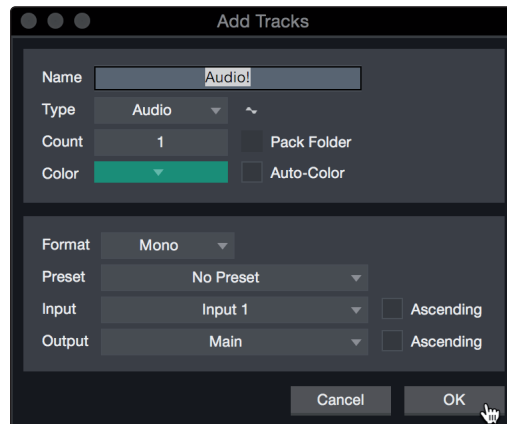 Add Tracks
Name Audio!
Type Audio
Count 1 Pack Folder
Color Auto-Color
Format Mono
Preset No Preset
Input Input 1 Ascending
Output Main Ascending
Cancel OK